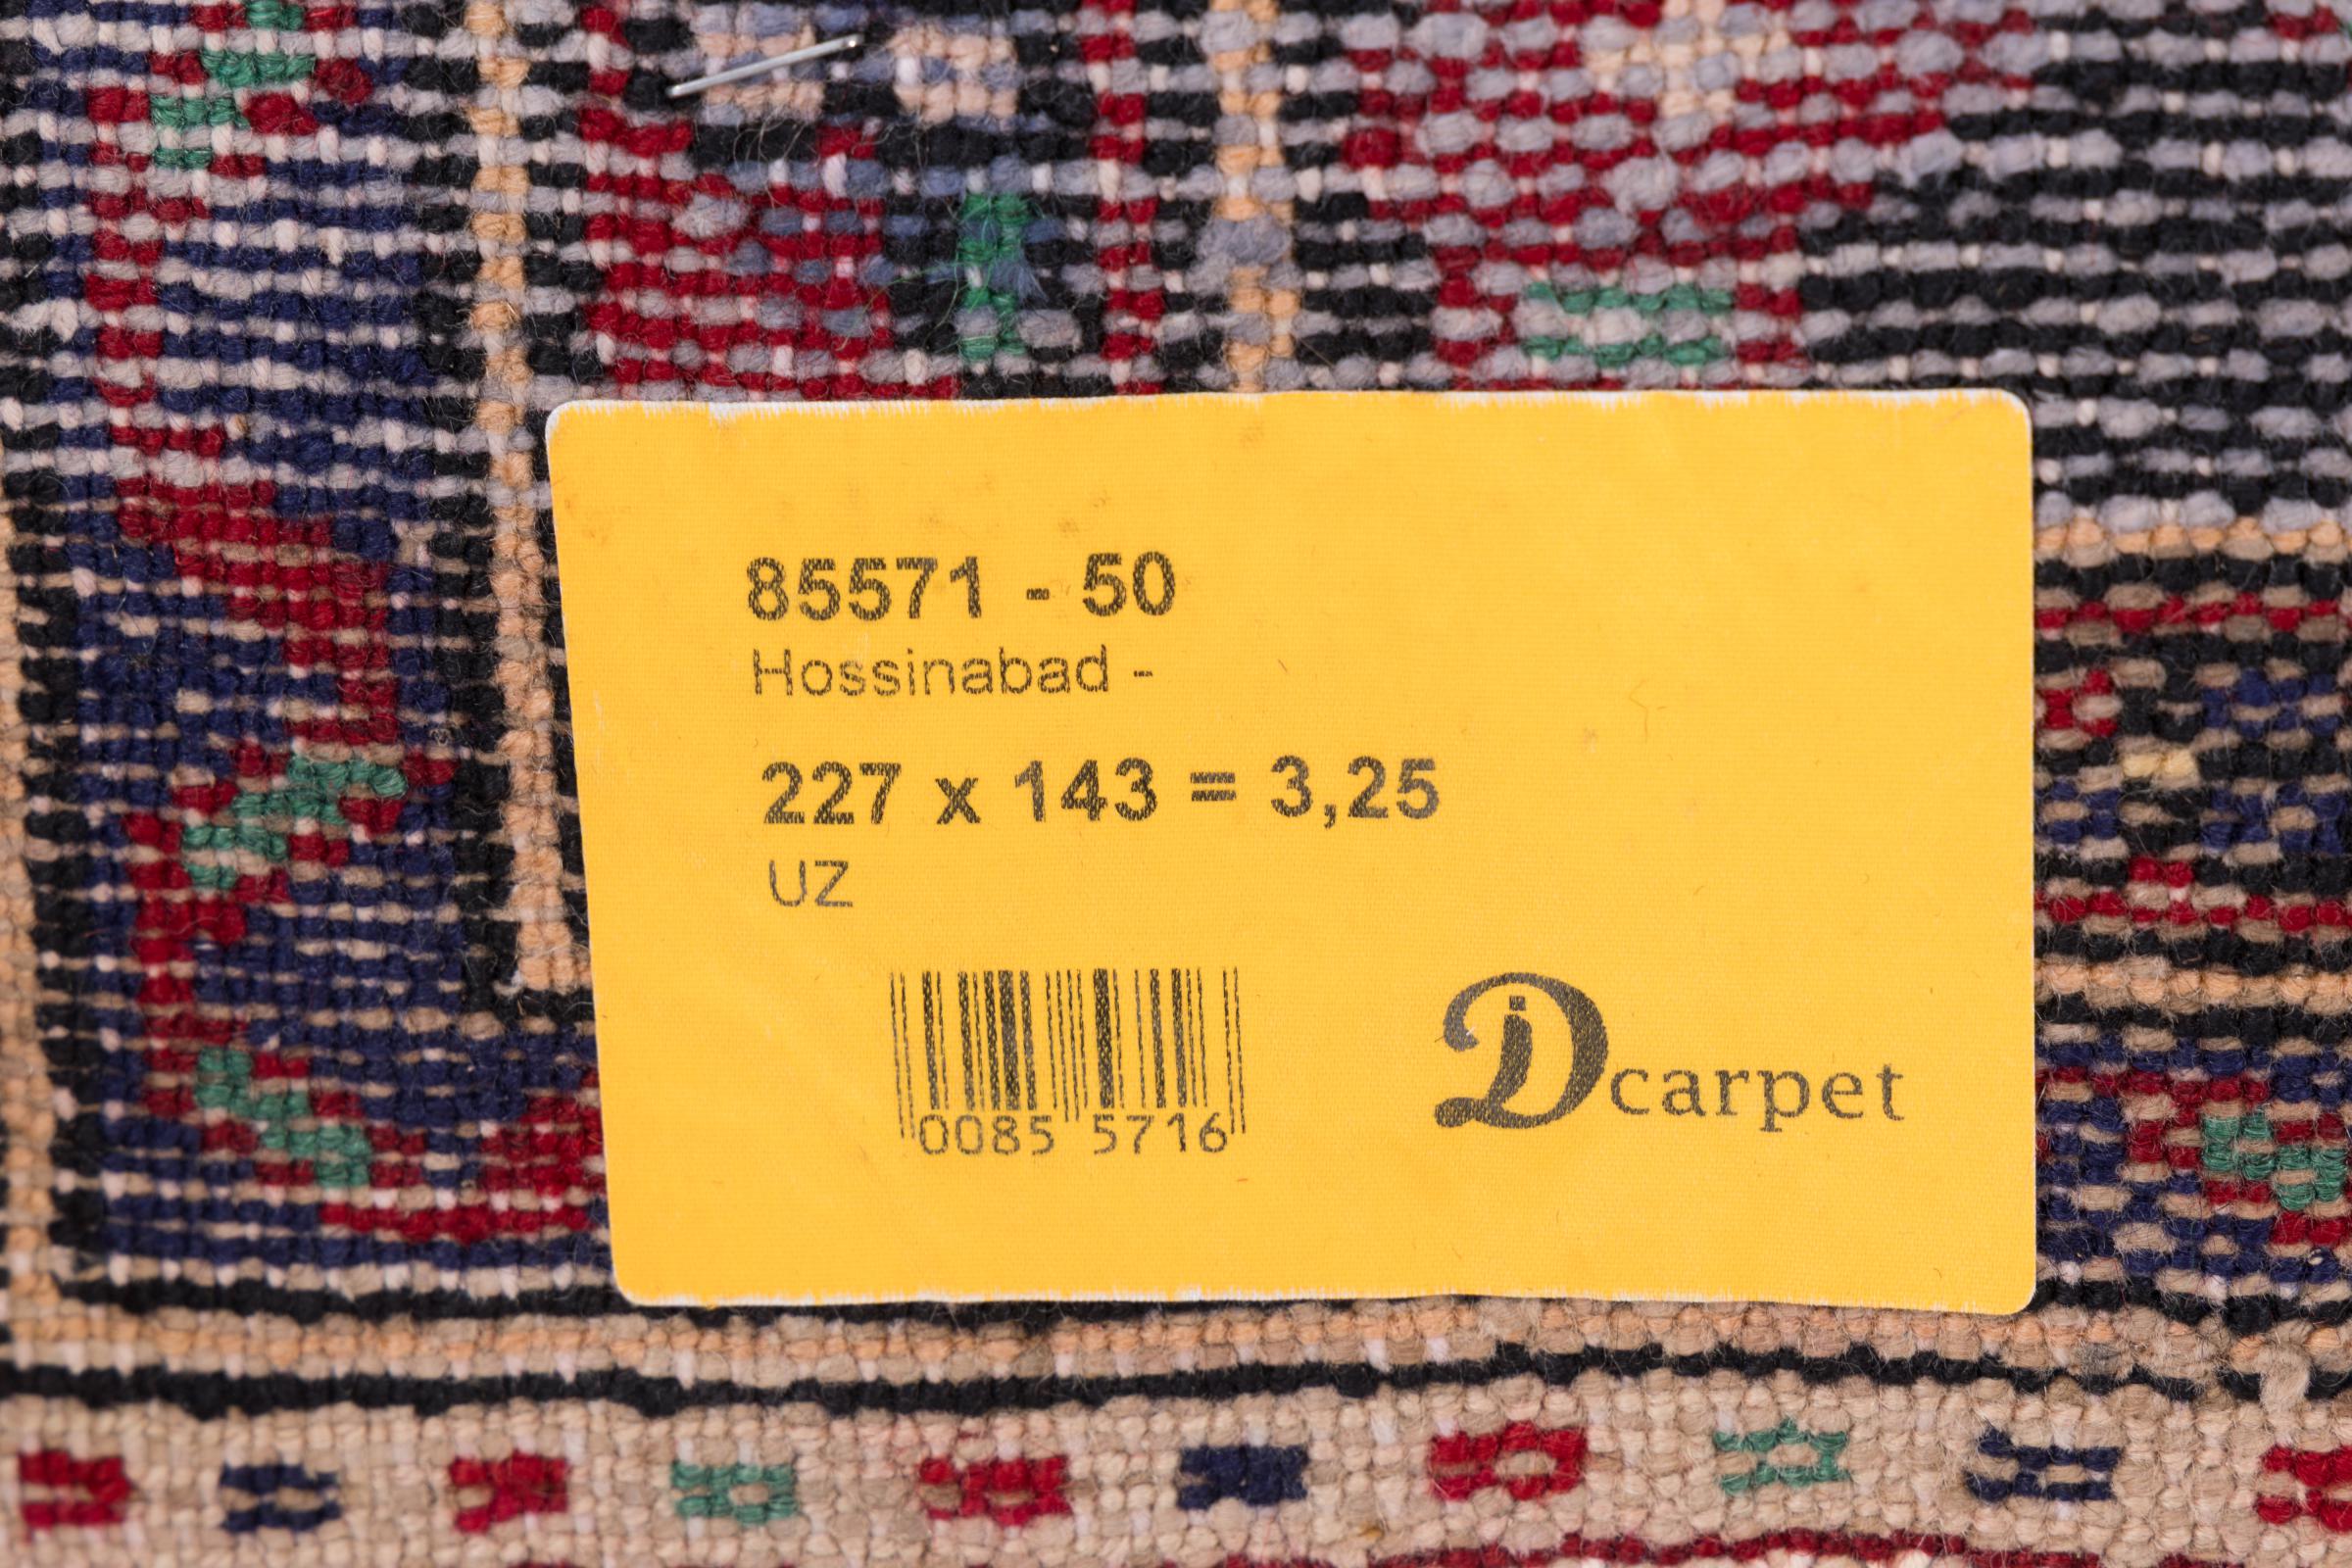 85571 - 50
Hossinabad -
227 x 143 = 3,25
UZ
0085 5716
Dcarpet